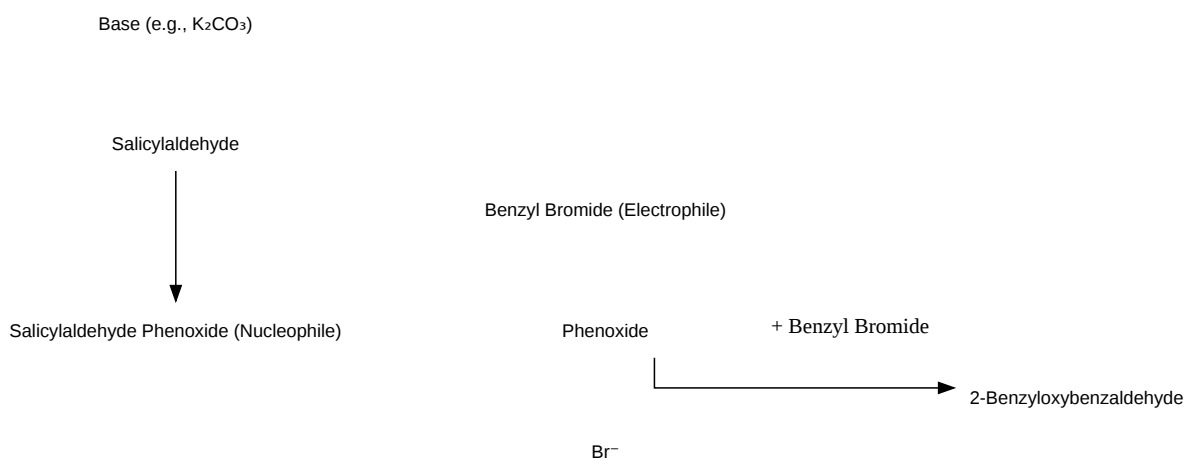 Base (e.g., K₂CO₃)
Salicylaldehyde
Benzyl Bromide (Electrophile)
Salicylaldehyde Phenoxide (Nucleophile)
Phenoxide
+ Benzyl Bromide
2-Benzyloxybenzaldehyde
Br⁻